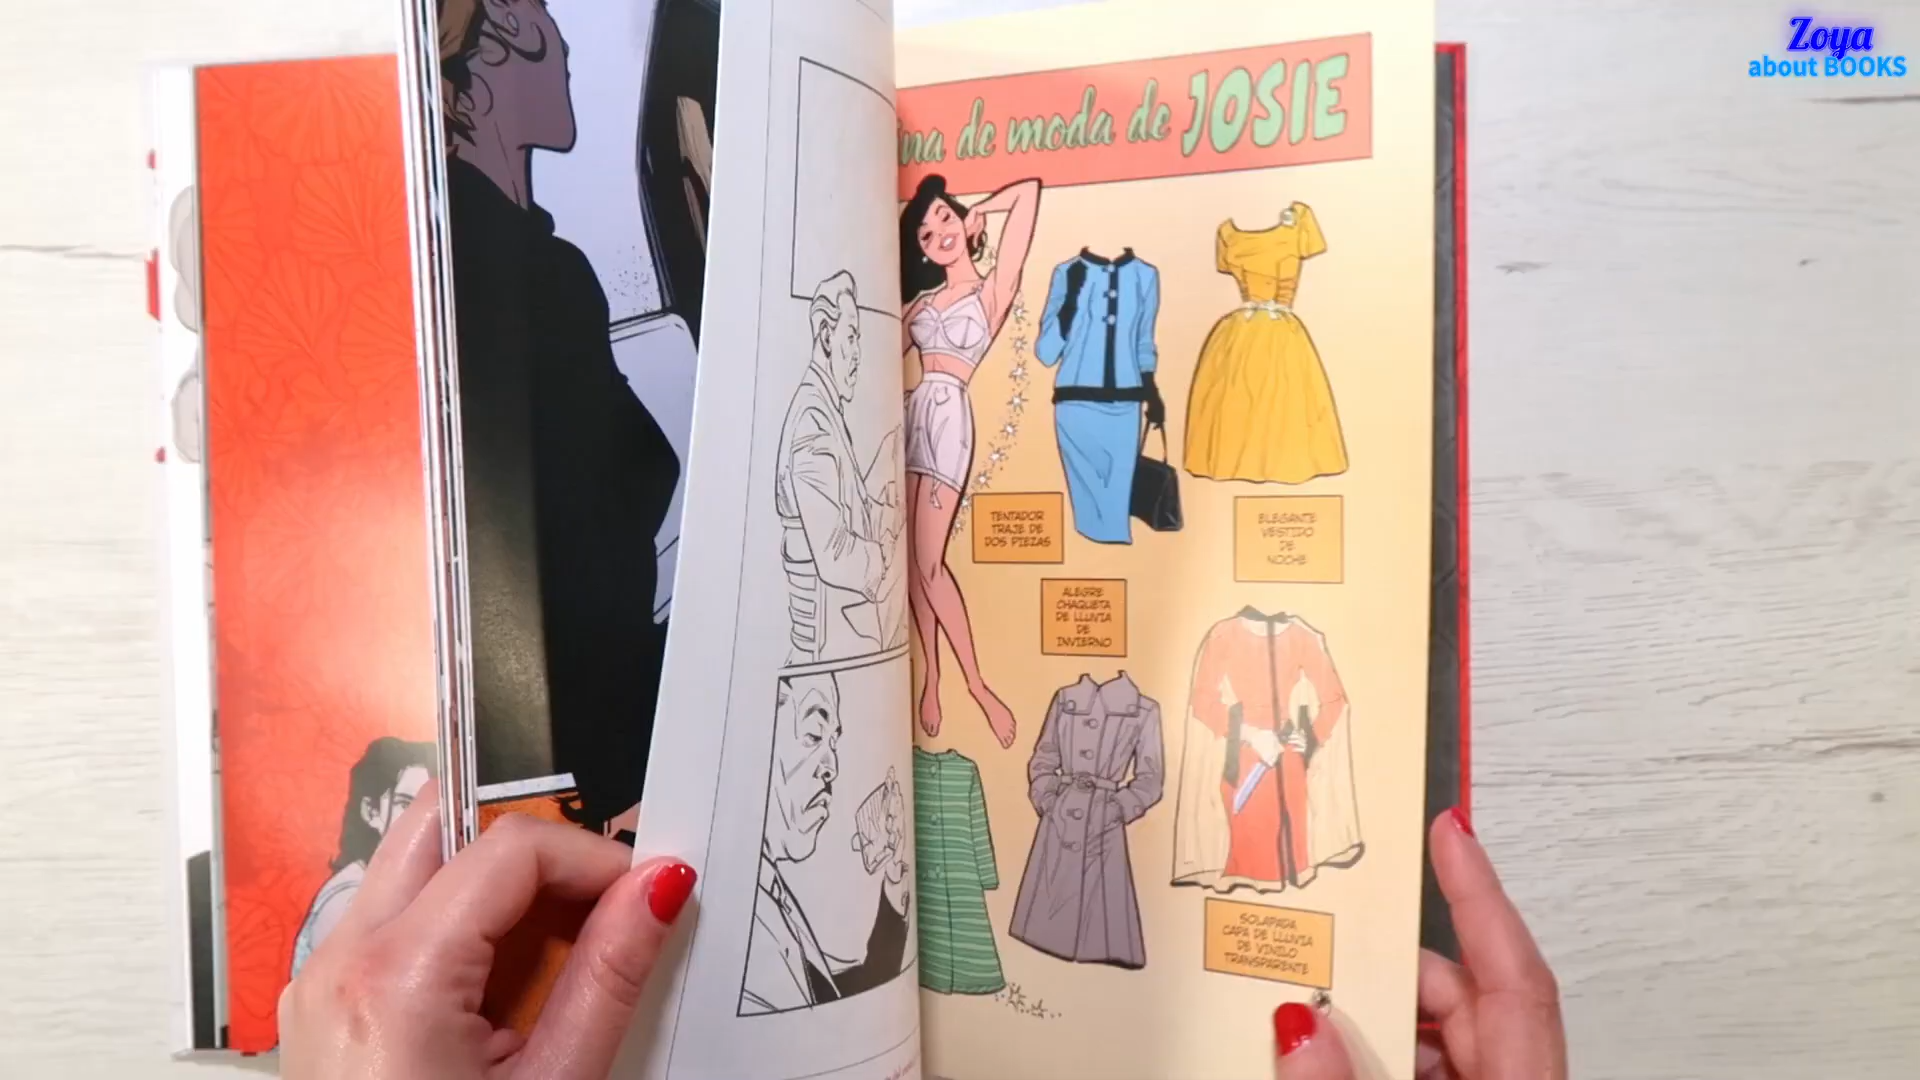 Zoya
about BOOKS
de moda de JOSIE
TENTADOR
TRAJE DE
DOS PIEZAS
ELEGANTE
VESTIDO
DE
NOCHE
ALEGRE
CHAQUETA
DE LLUVIA
DE
INVIERNO
SOLAPADA
CAPA DE LLUVIA
DE VINILO
TRANSPARENTE